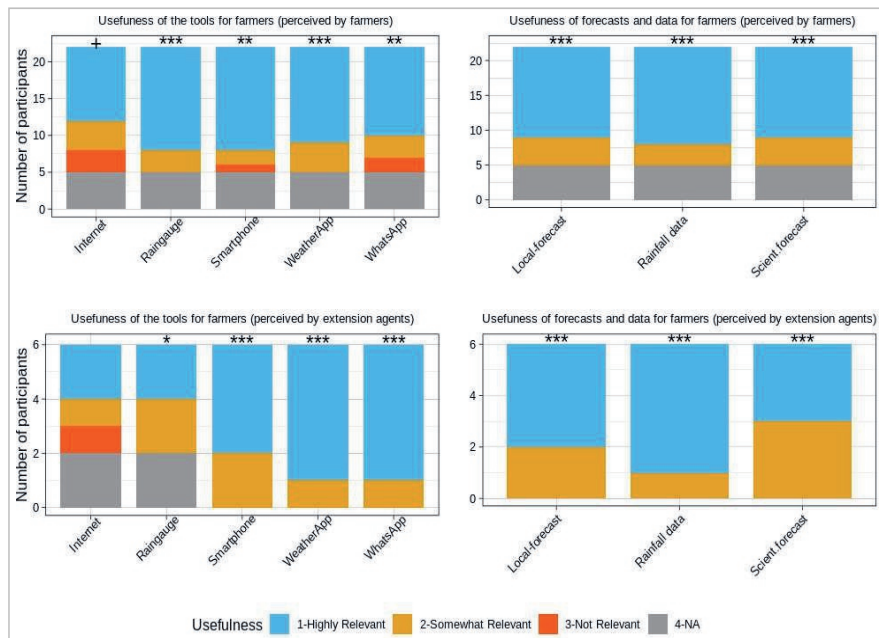 Usefuness of the tools for farmers (perceived by farmers)
Number of participants
20
15
10
5
0
+ *** ** *** **
Internet
Raingauge
Smartphone
WeatherApp
WhatsApp
Usefuness of forecasts and data for farmers (perceived by farmers)
20
15
10
5
0
*** *** ***
Local-forecast
Rainfall data
Scient.forecast
Usefuness of the tools for farmers (perceived by extension agents)
Number of participants
6
4
2
0
* *** *** ***
Internet
Raingauge
Smartphone
WeatherApp
WhatsApp
Usefuness of forecasts and data for farmers (perceived by extension agents)
6
4
2
0
*** *** ***
Local-forecast
Rainfall data
Scient.forecast
Usefulness 1-Highly Relevant 2-Somewhat Relevant 3-Not Relevant 4-NA